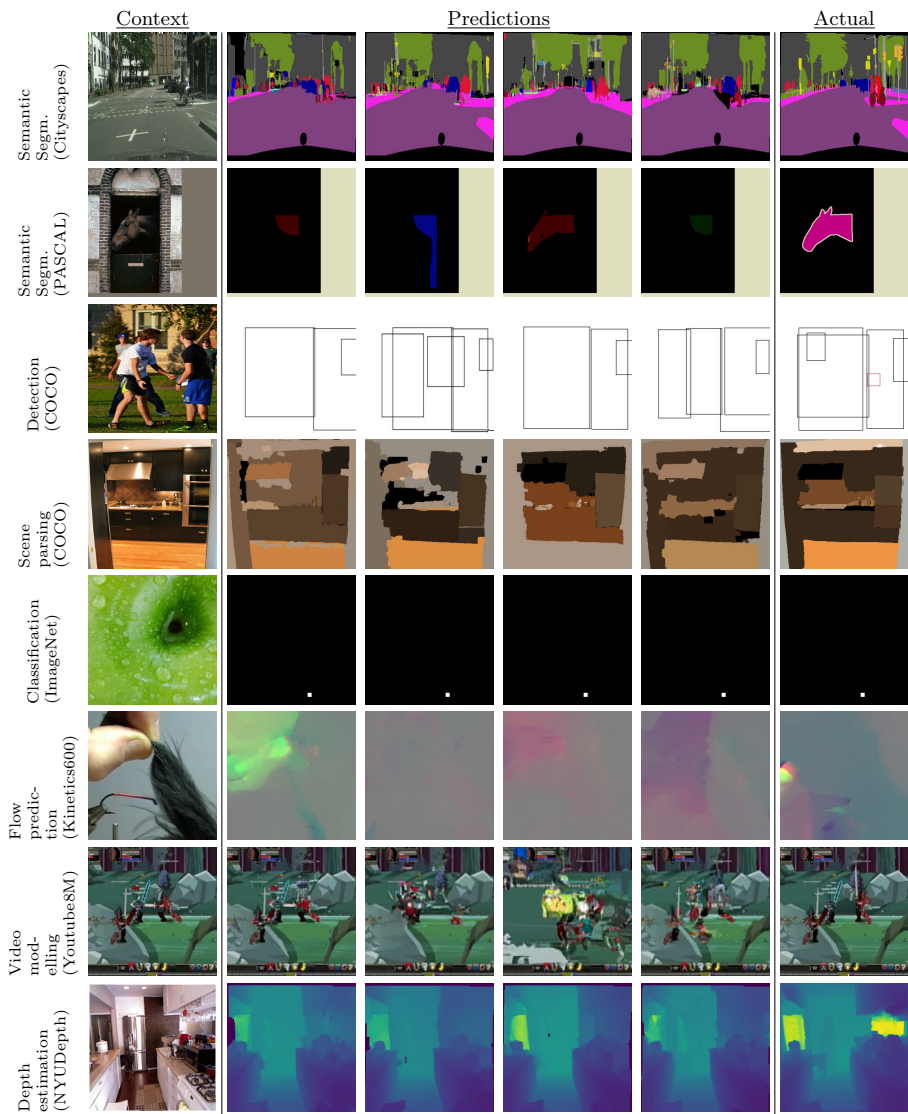 Context Predictions Actual
Semantic
Segm.
(Cityscapes)
Semantic
Segm.
(PASCAL)
Detection
(COCO)
Scene
parsing
(COCO)
Classification
(ImageNet)
Flow
predic-
tion
(Kinetics600)
Video
mod-
elling
(Youtube8M)
Depth
estimation
(NYUDepth)